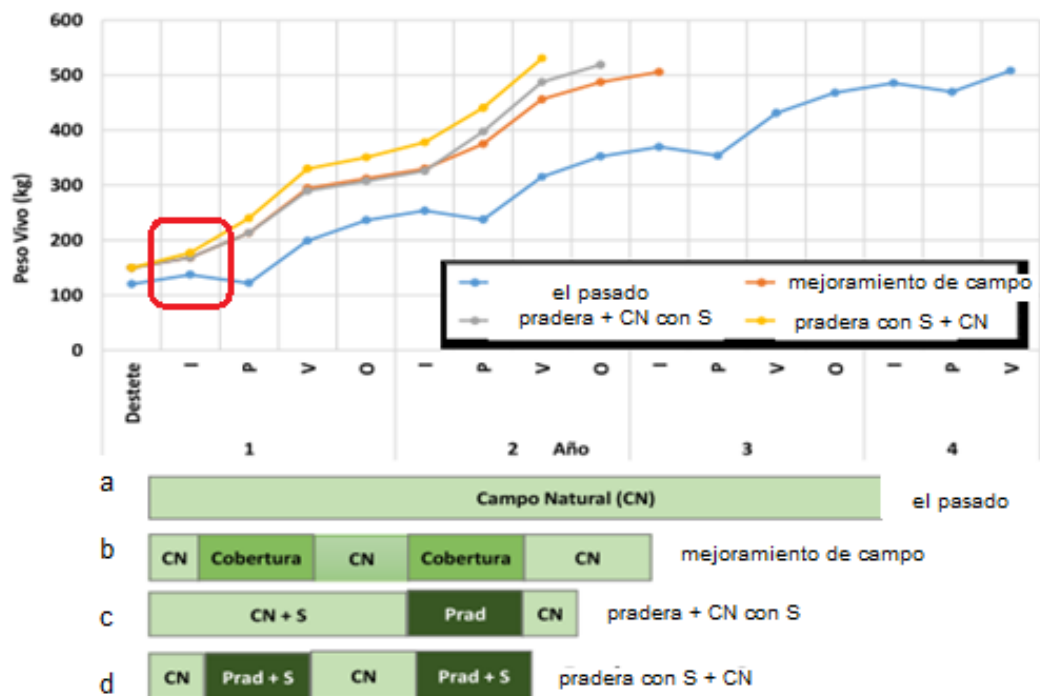 600
500
400
300
200
100
0
Peso Vivo (kg)
el pasado
mejoramiento de campo
pradera + CN con S
pradera con S + CN
Destete I P V O I P V O I P V O I P V
1 2 Año 3 4
a Campo Natural (CN) el pasado
b CN Cobertura CN Cobertura CN mejoramiento de campo
c CN + S Prad CN pradera + CN con S
d CN Prad + S CN Prad + S pradera con S + CN